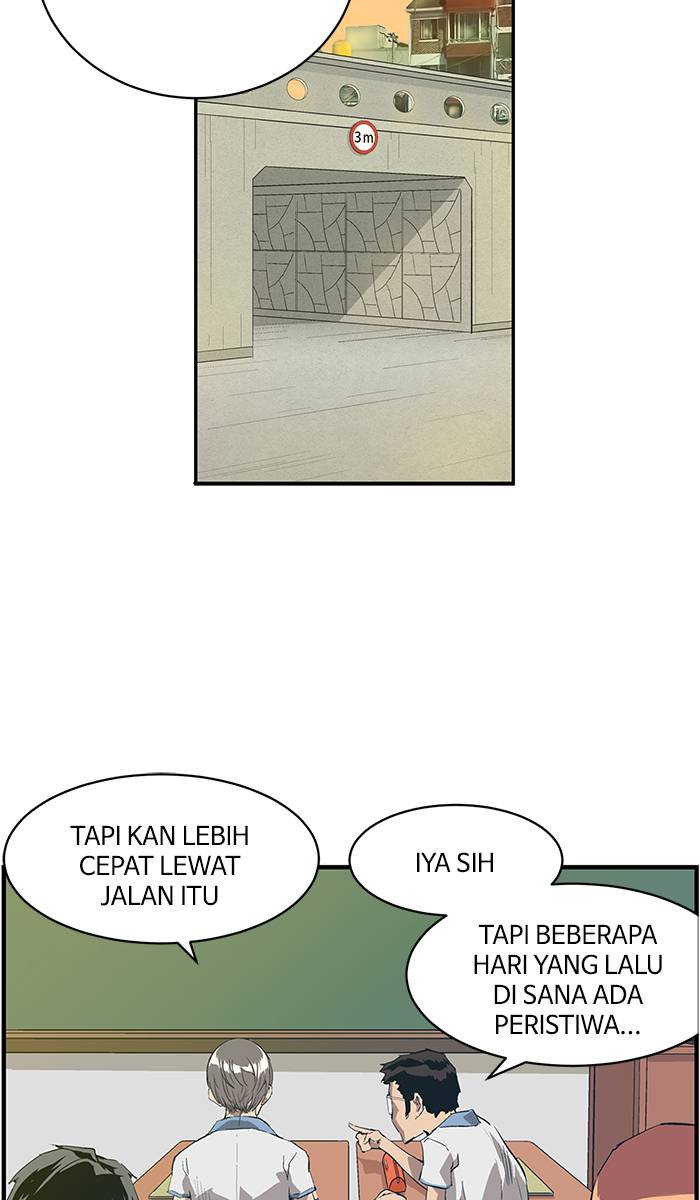 3m
TAPI KAN LEBIH
CEPAT LEWAT
JALAN ITU
IYA SIH
TAPI BEBERAPA
HARI YANG LALU
DI SANA ADA
PERISTIWA...